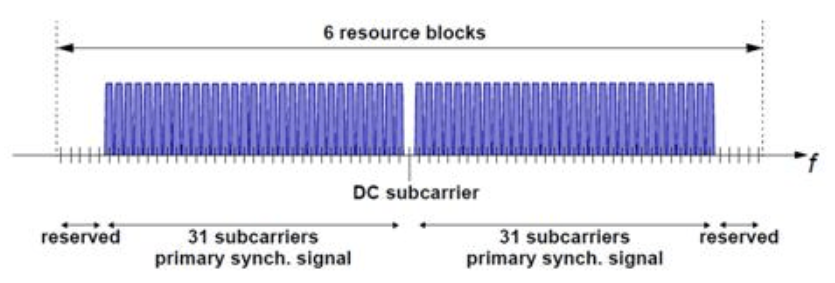 6 resource blocks
f
DC subcarrier
reserved
31 subcarriers
primary synch. signal
31 subcarriers
primary synch. signal
reserved